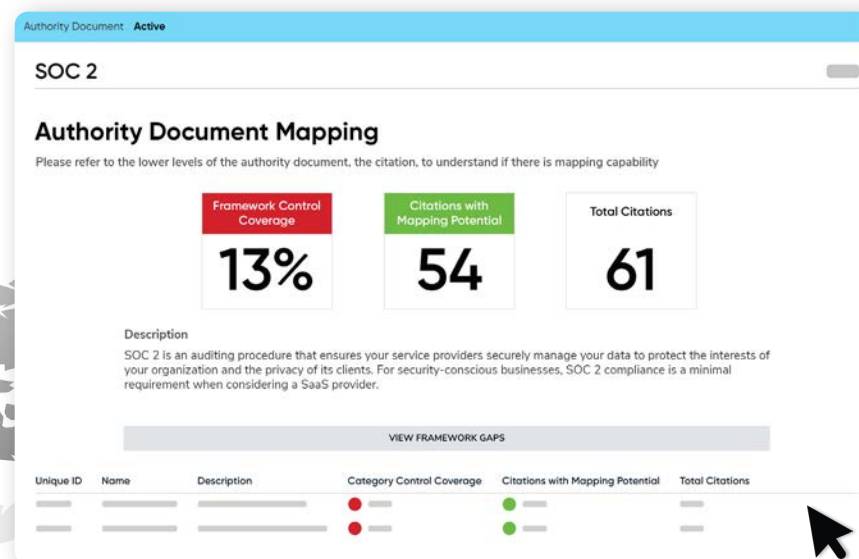 Authority Document Active
SOC 2
Authority Document Mapping
Please refer to the lower levels of the authority document, the citation, to understand if there is mapping capability
Framework Control
Coverage
13%
Citations with
Mapping Potential
54
Total Citations
61
Description
SOC 2 is an auditing procedure that ensures your service providers securely manage your data to protect the interests of
your organization and the privacy of its clients. For security-conscious businesses, SOC 2 compliance is a minimal
requirement when considering a SaaS provider.
VIEW FRAMEWORK GAPS
Unique ID Name Description Category Control Coverage Citations with Mapping Potential Total Citations